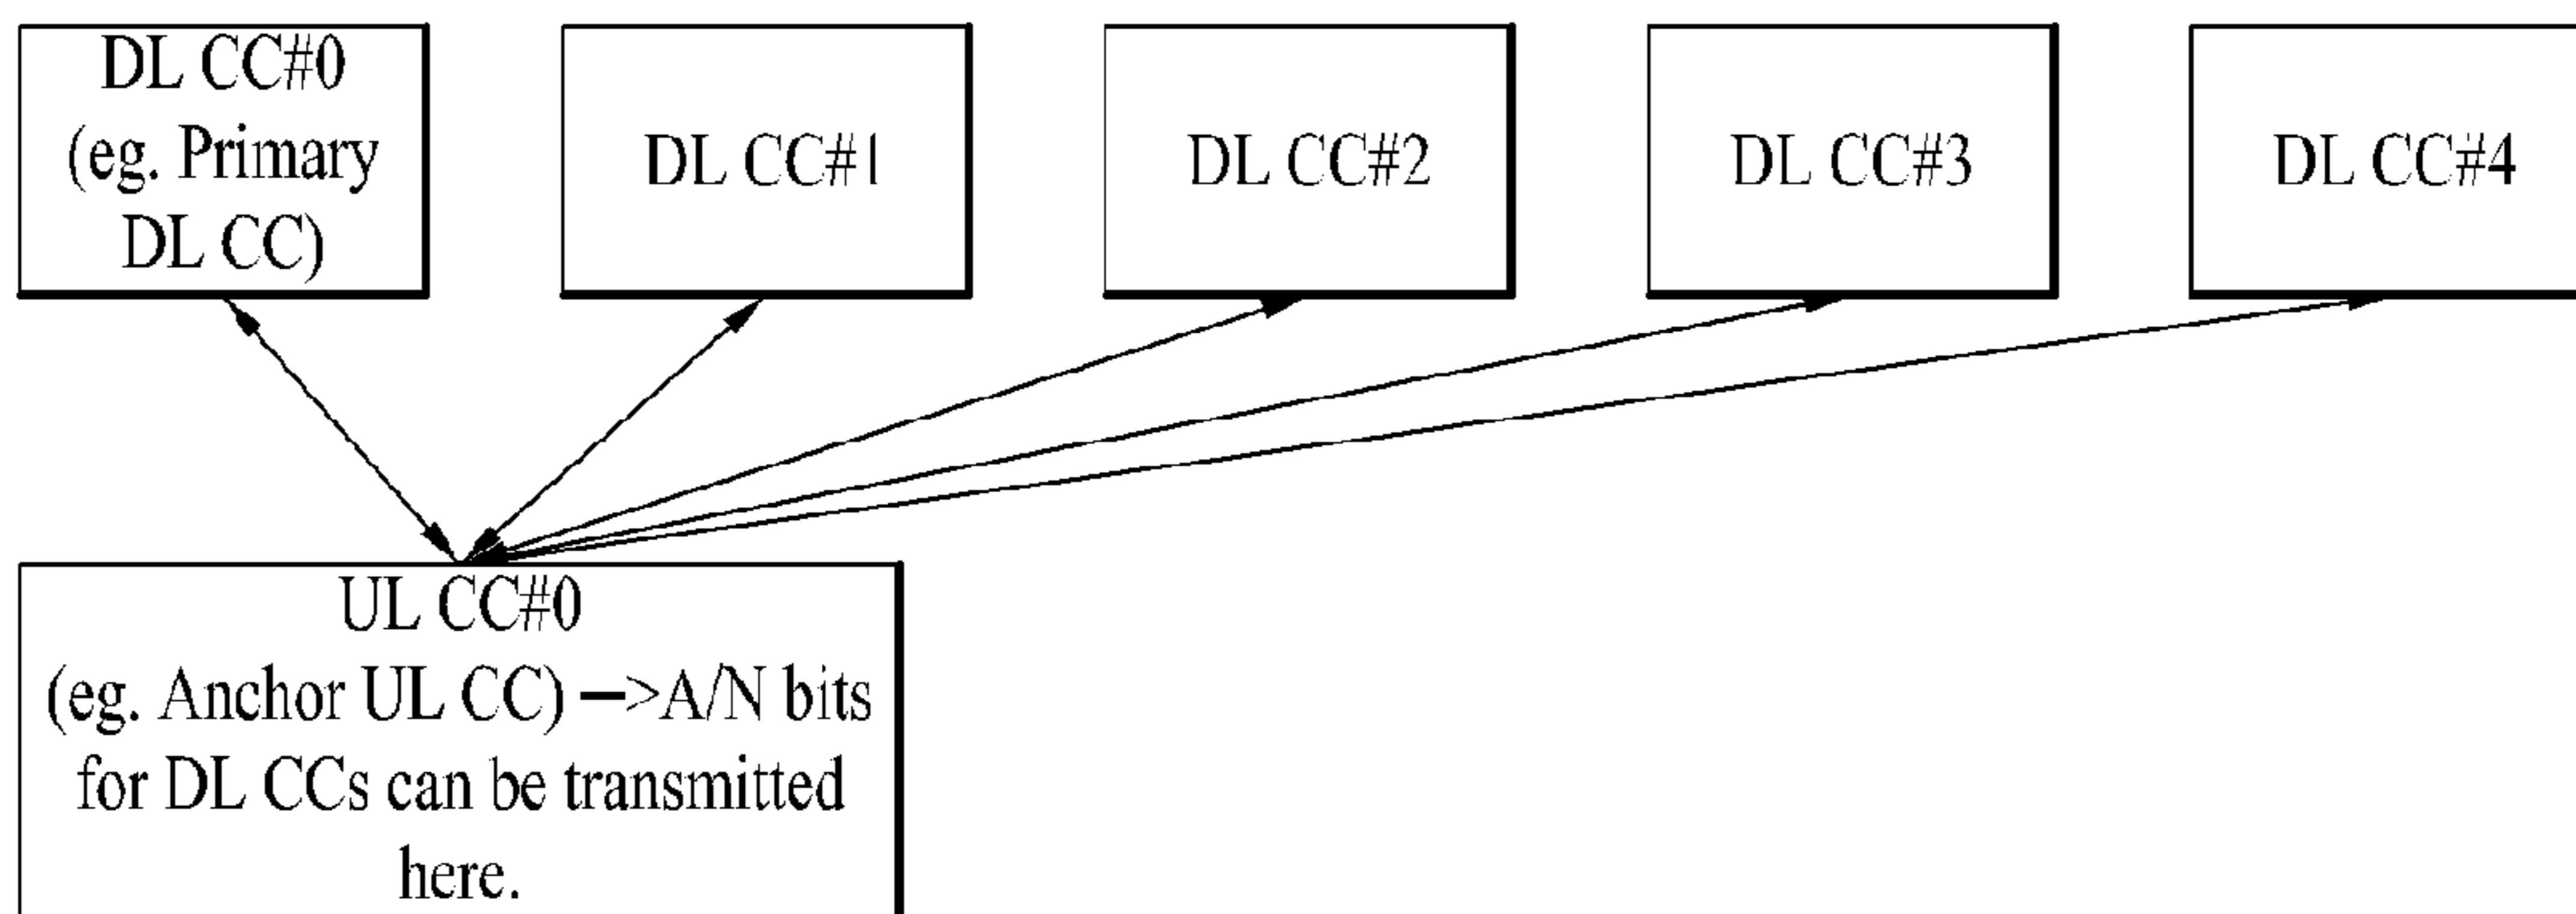 DL CC#0
(eg. Primary
DL CC)
DL CC#1
DL CC#2
DL CC#3
DL CC#4
UL CC#0
(eg. Anchor UL CC) —>A/N bits
for DL CCs can be transmitted
here.